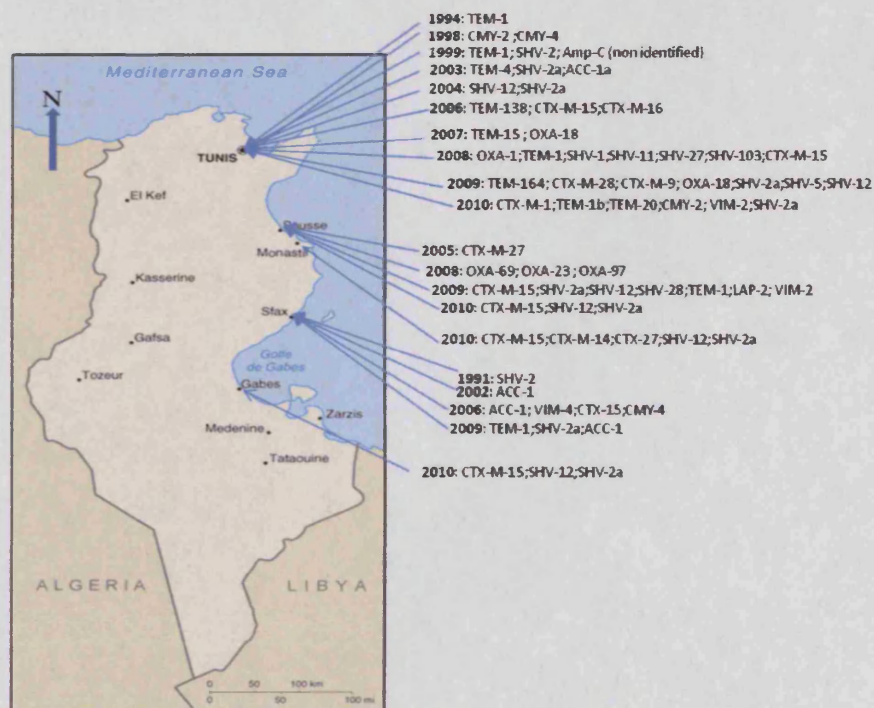 1994: TEM-1
1998: CMY-2 ;CMY-4
1999: TEM-1; SHV-2; Amp-C (non identified)
2003: TEM-4;SHV-2a;ACC-1a
2004: SHV-12;SHV-2a
2006: TEM-138; CTX-M-15;CTX-M-16
2007: TEM-15 ; OXA-18
2008: OXA-1;TEM-1;SHV-1;SHV-11;SHV-27;SHV-103;CTX-M-15
2009: TEM-164; CTX-M-28; CTX-M-9; OXA-18;SHV-2a;SHV-5;SHV-12
2010: CTX-M-1;TEM-1b;TEM-20;CMY-2; VIM-2;SHV-2a
2005: CTX-M-27
2008: OXA-69; OXA-23 ; OXA-97
2009: CTX-M-15;SHV-2a;SHV-12;SHV-28;TEM-1;LAP-2; VIM-2
2010: CTX-M-15;SHV-12;SHV-2a
2010: CTX-M-15;CTX-M-14;CTX-27;SHV-12;SHV-2a
1991: SHV-2
2002: ACC-1
2006: ACC-1; VIM-4;CTX-15;CMY-4
2009: TEM-1;SHV-2a;ACC-1
2010: CTX-M-15;SHV-12;SHV-2a
Mediterranean Sea
N
TUNIS
El Kef
Sousse
Monastir
Kasserine
Sfax
Gafsa
Golfe
de Gabes
Tozeur
Gabes
Zarzis
Medenine
Tataouine
ALGERIA
LIBYA
0 50 100 km
0 50 100 mi